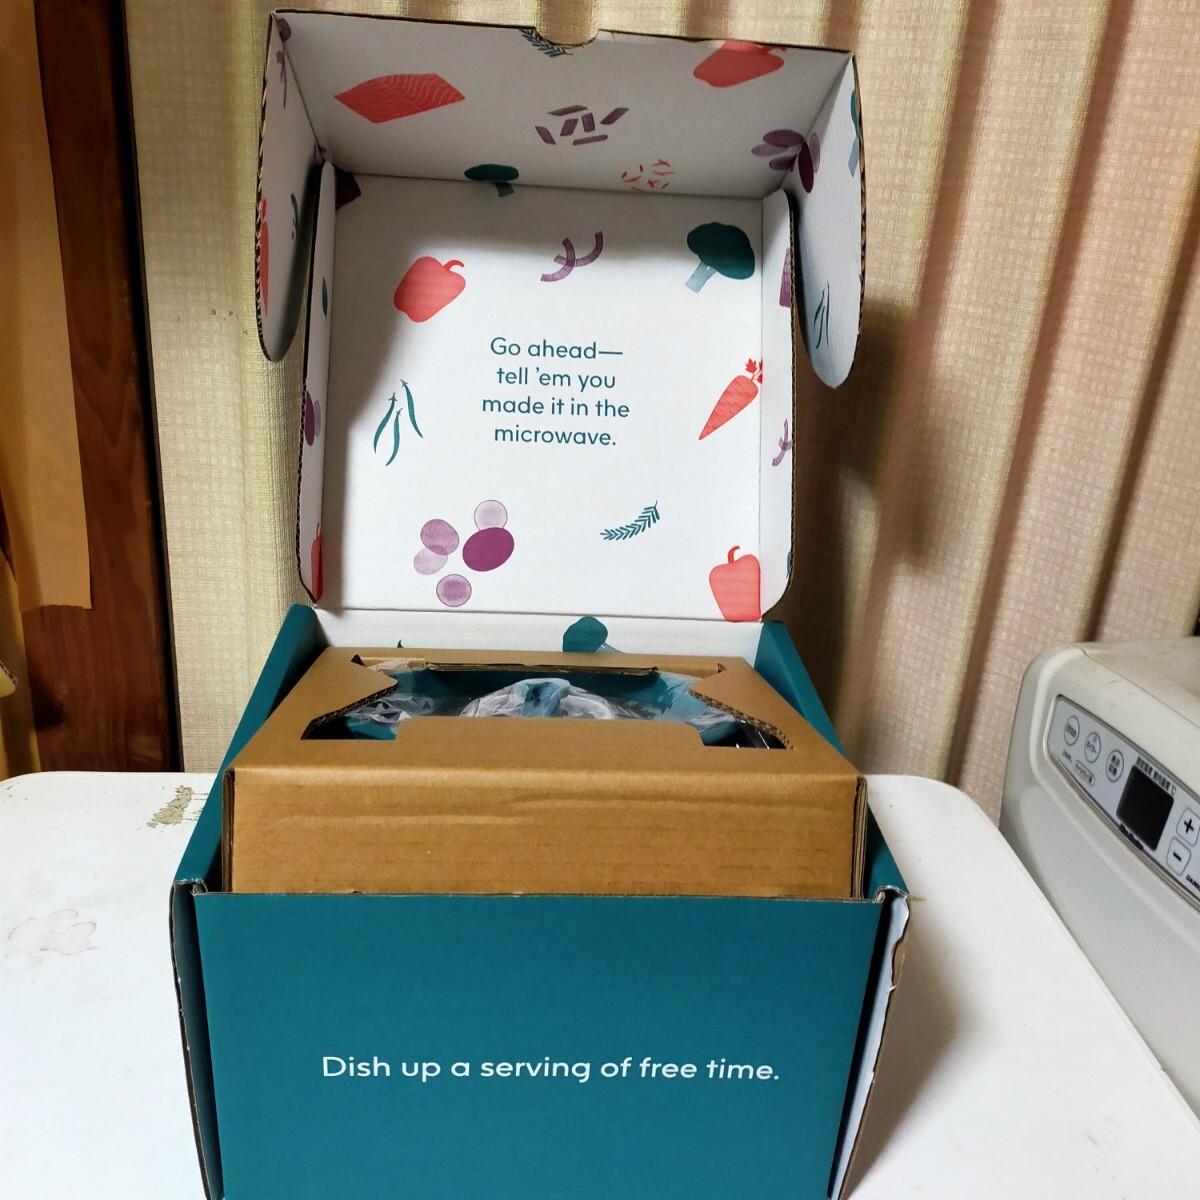 Go ahead—
tell ’em you
made it in the
microwave.
Dish up a serving of free time.